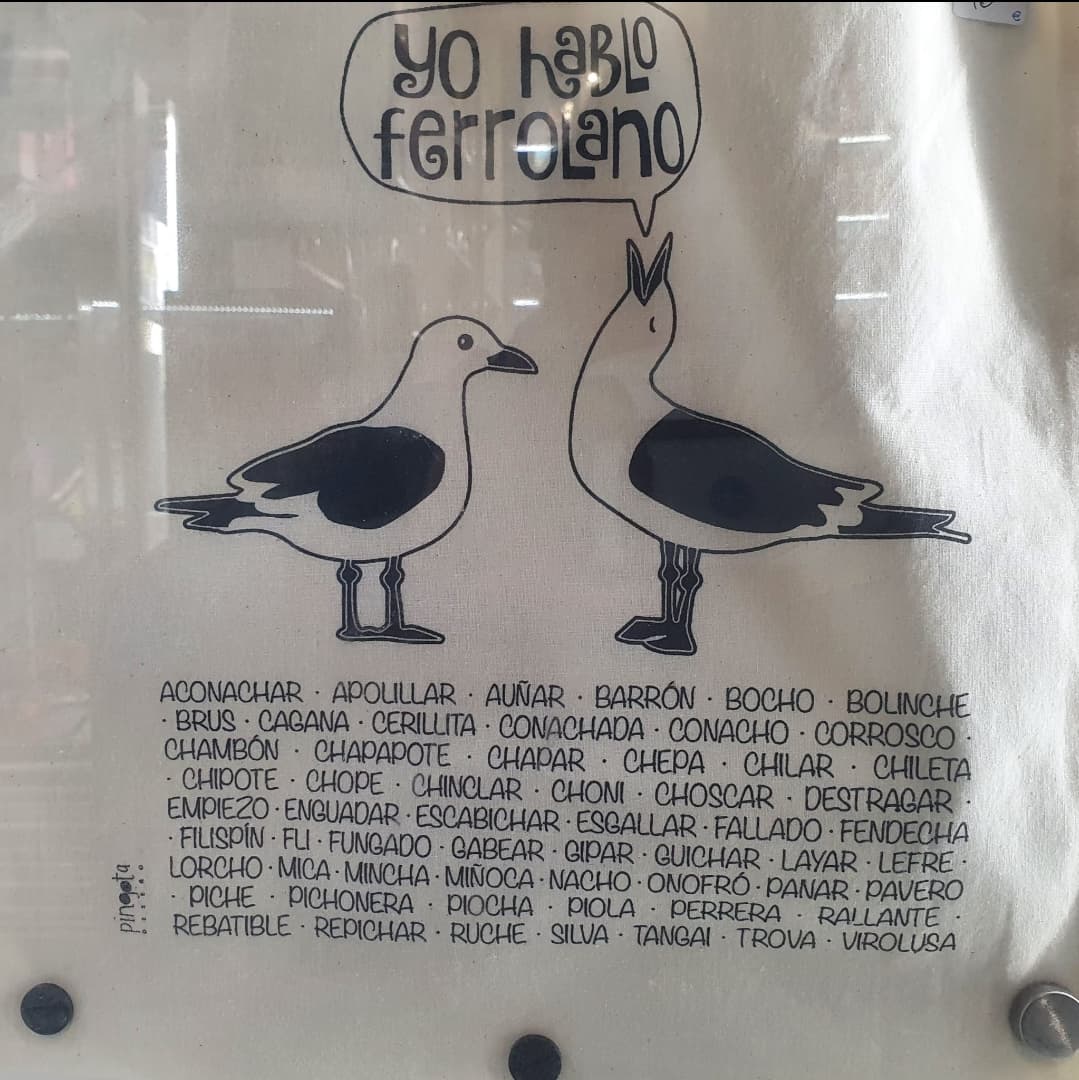 yo hablo
ferrolano
ACONACHAR · APOLILLAR · AUÑAR · BARRÓN · BOCHO · BOLINCHE
· BRUS · CAGANA · CERILLITA · CONACHADA · CONACHO · CORROSCO ·
CHAMBÓN · CHAPAPOTE · CHAPAR · CHEPA · CHILAR · CHILETA
· CHIPOTE · CHOPE · CHINCLAR · CHONI · CHOSCAR · DESTRAGAR ·
EMPIEZO · ENGUADAR · ESCABICHAR · ESGALLAR · FALLADO · FENDECHA
· FILISPÍN · FLI · FUNGADO · GABEAR · GIPAR · GUICHAR · LAYAR · LEFRE ·
LORCHO · MICA · MINCHA · MIÑOCA · NACHO · ONOFRÓ · PANAR · PAVERO
· PICHE · PICHONERA · PIOCHA · PIOLA · PERRERA · RALLANTE ·
REBATIBLE · REPICHAR · RUCHE · SILVA · TANGAI · TROVA · VIROLUSA
pingota
€